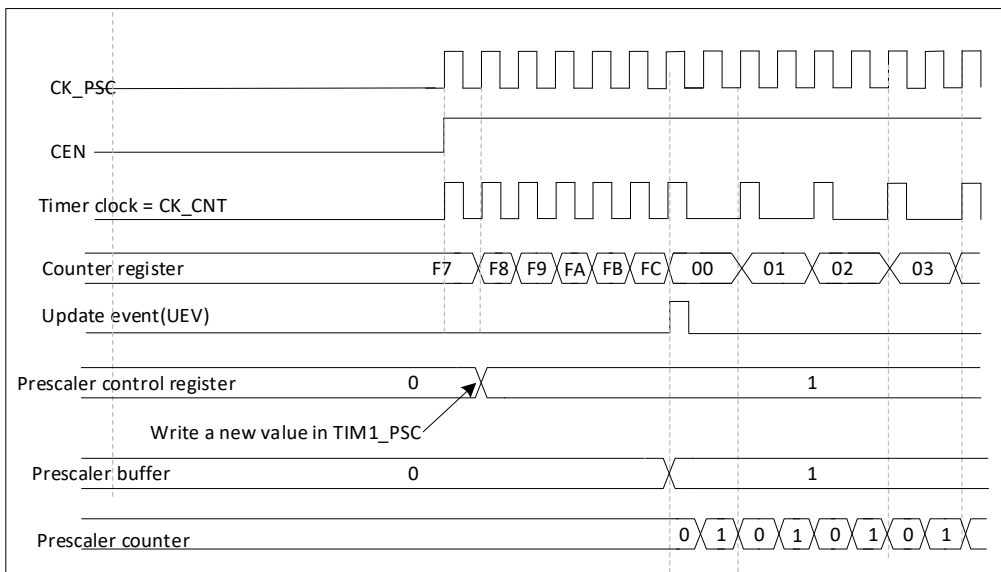 CK_PSC
CEN
Timer clock = CK_CNT
Counter register F7 F8 F9 FA FB FC 00 01 02 03
Update event(UEV)
Prescaler control register 0 1
Write a new value in TIM1_PSC
Prescaler buffer 0 1
Prescaler counter 0 1 0 1 0 1 0 1